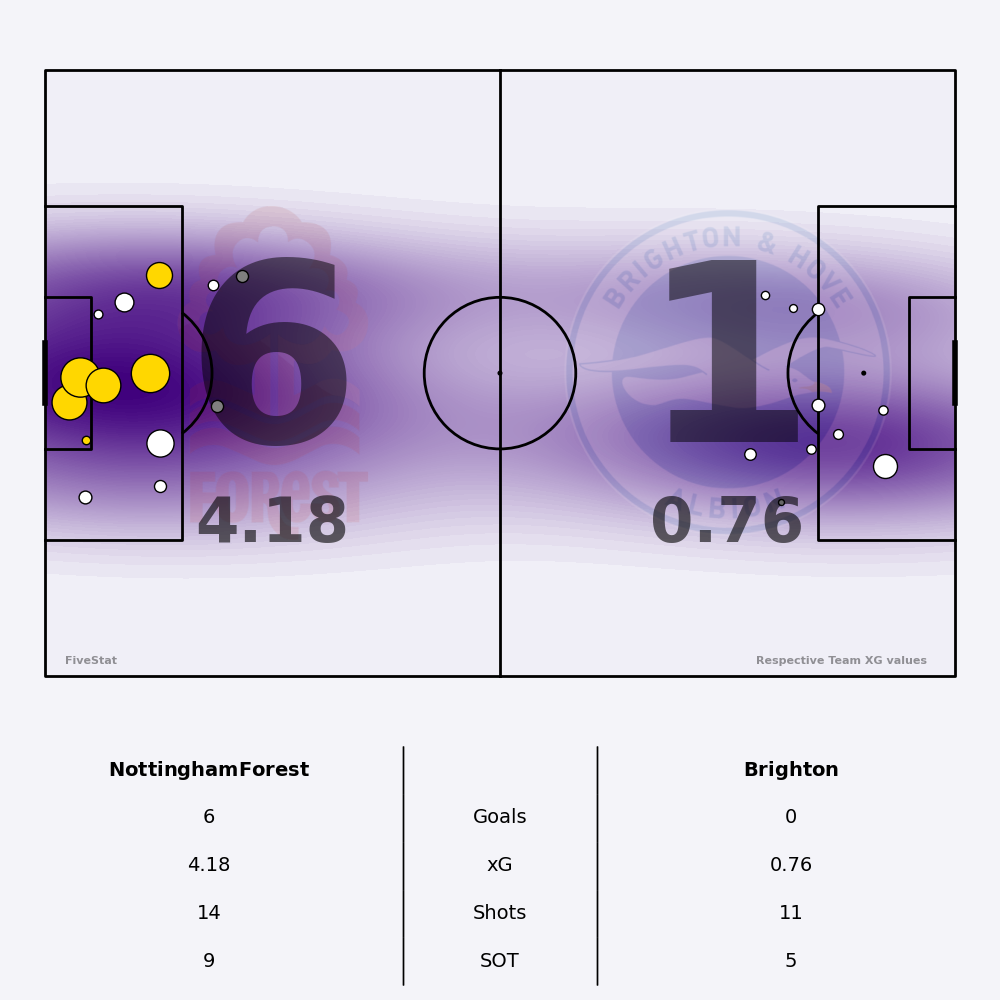 BRIGHTON & HOVE
6 1
FOREST
ALBION
4.18 0.76
FiveStat Respective Team XG values
NottinghamForest Brighton
6 Goals 0
4.18 xG 0.76
14 Shots 11
9 SOT 5